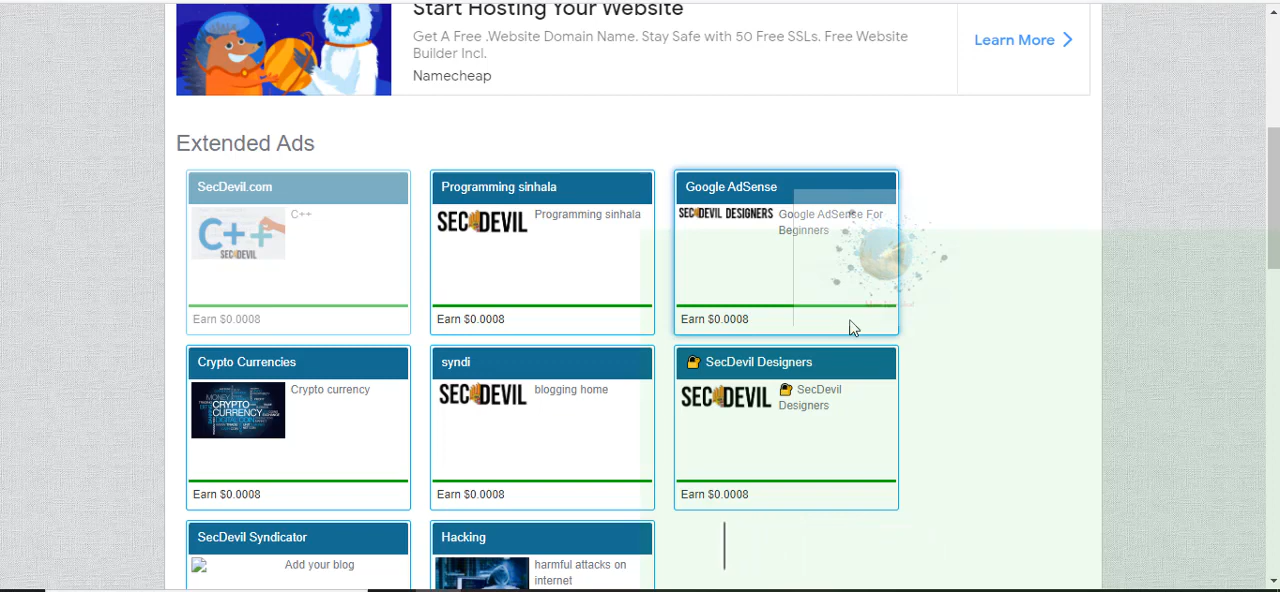 Start Hosting Your Website
Get A Free .Website Domain Name. Stay Safe with 50 Free SSLs. Free Website
Builder Incl.
Namecheap
Learn More
Extended Ads
SecDevil.com
C++
C++
SECDEVIL
Earn $0.0008
Programming sinhala
SECDEVIL
Programming sinhala
Earn $0.0008
Google AdSense
SECDEVIL DESIGNERS
Google AdSense For
Beginners
Earn $0.0008
Crypto Currencies
CRYPTO
CURRENCY
Crypto currency
Earn $0.0008
syndi
SECDEVIL
blogging home
Earn $0.0008
SecDevil Designers
SECDEVIL
SecDevil
Designers
Earn $0.0008
SecDevil Syndicator
Add your blog
Hacking
harmful attacks on
internet